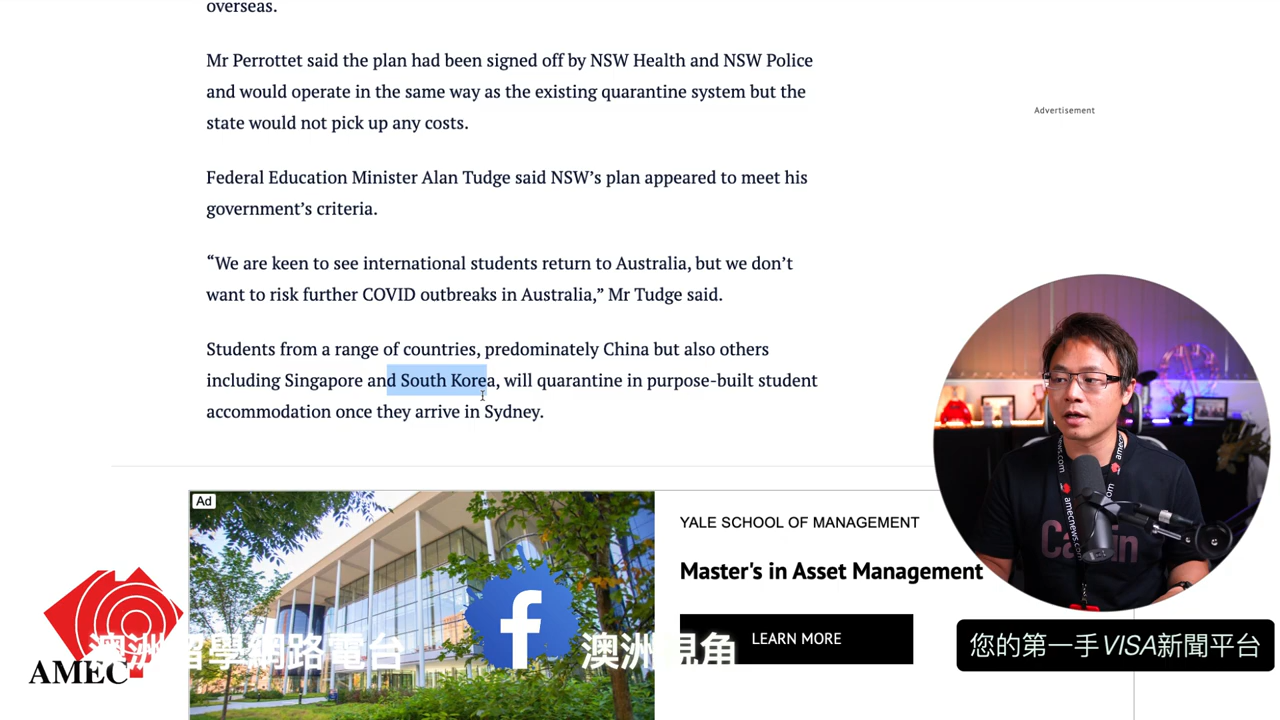 overseas.
Mr Perrottet said the plan had been signed off by NSW Health and NSW Police
and would operate in the same way as the existing quarantine system but the
state would not pick up any costs.
Advertisement
Federal Education Minister Alan Tudge said NSW’s plan appeared to meet his
government’s criteria.
“We are keen to see international students return to Australia, but we don’t
want to risk further COVID outbreaks in Australia,” Mr Tudge said.
Students from a range of countries, predominately China but also others
including Singapore and South Korea, will quarantine in purpose-built student
accommodation once they arrive in Sydney.
Ad
YALE SCHOOL OF MANAGEMENT
Master's in Asset Management
LEARN MORE
amecnews.com
AMEC
澳洲留學網路電台
f
澳洲視角
您的第一手VISA新聞平台